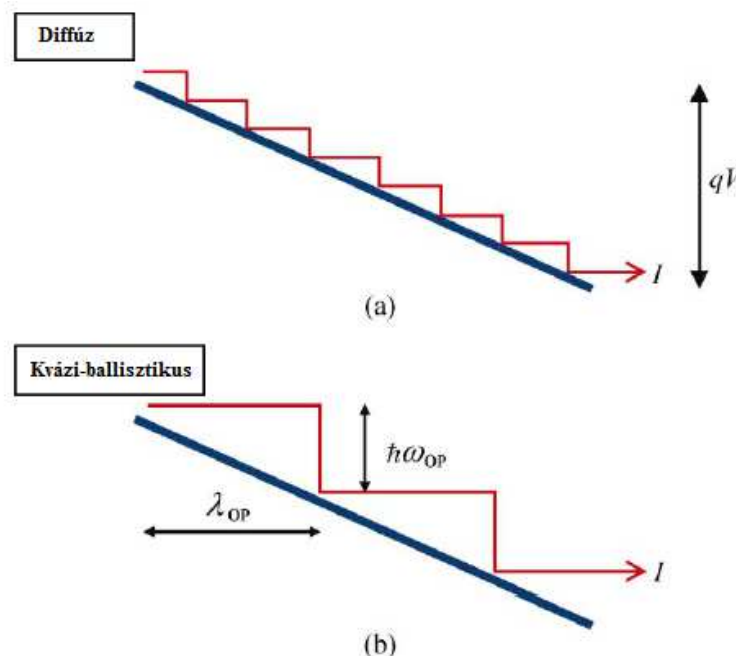 Diffúz
qV
I
(a)
Kvázi-ballisztikus
ℏω_OP
λ_OP
I
(b)